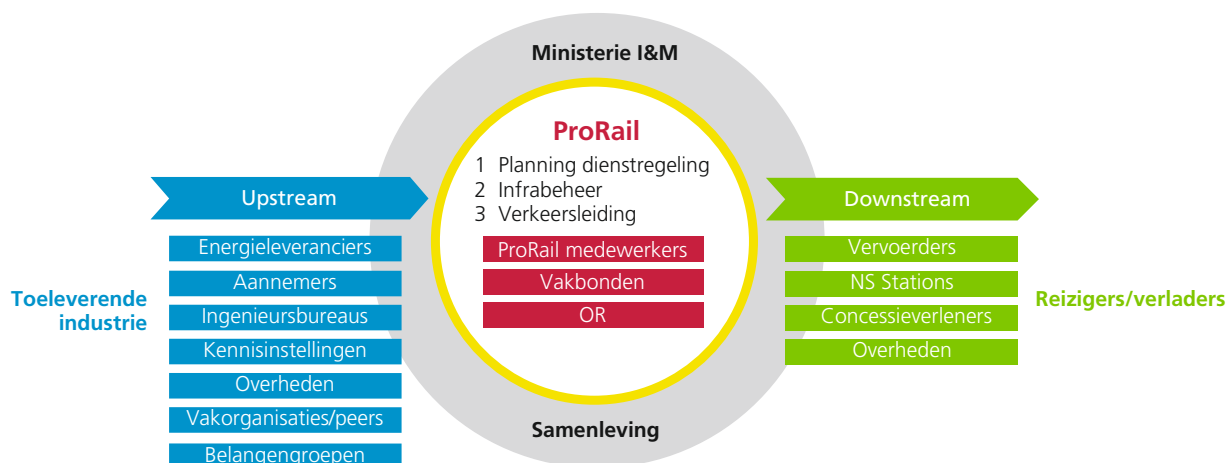 Ministerie I&M
ProRail
1 Planning dienstregeling
2 Infrabeheer
3 Verkeersleiding
ProRail medewerkers
Vakbonden
OR
Samenleving
Upstream
Energieleveranciers
Aannemers
Ingenieursbureaus
Kennisinstellingen
Overheden
Vakorganisaties/peers
Belangengroepen
Toeleverende
industrie
Downstream
Vervoerders
NS Stations
Concessieverleners
Overheden
Reizigers/verladers